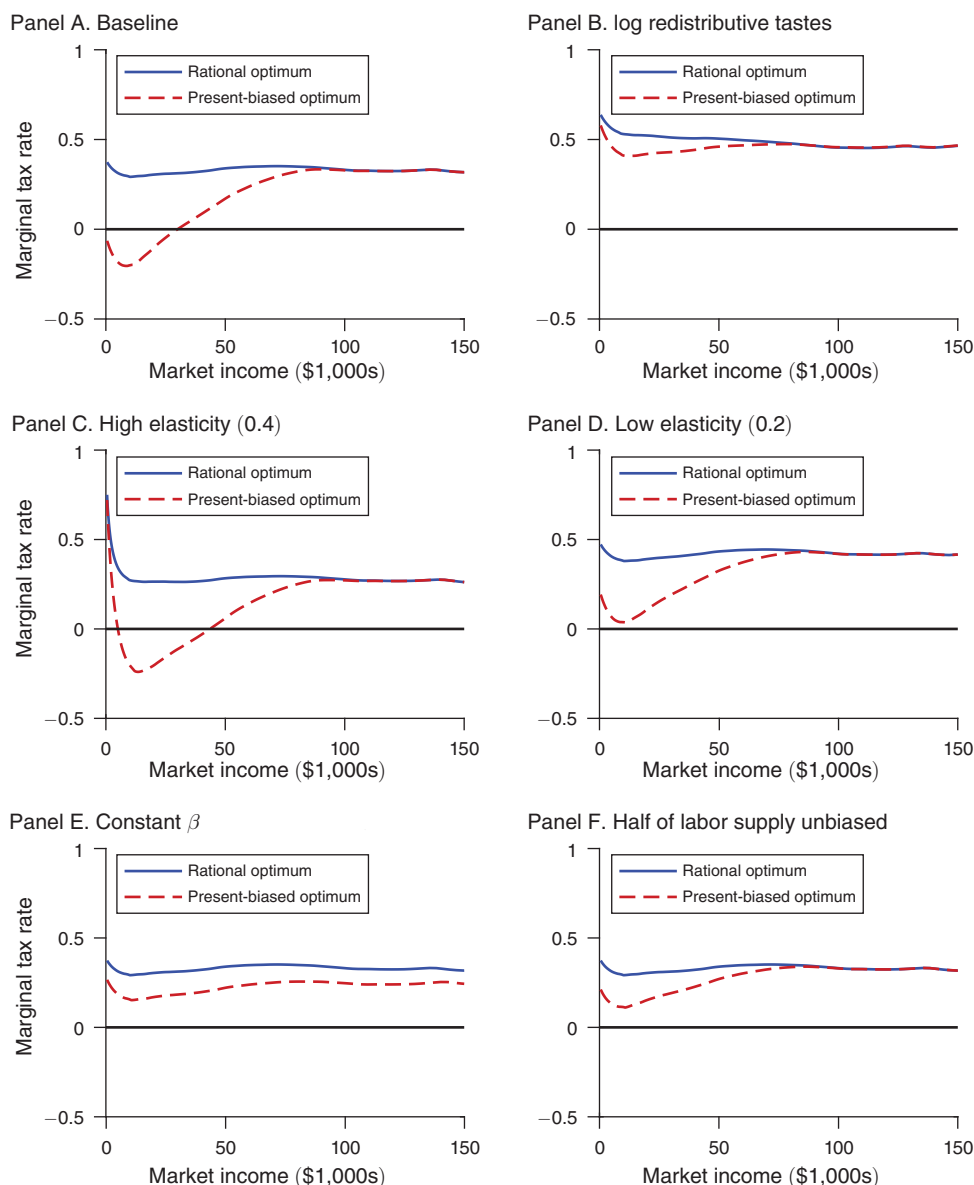 Panel A. Baseline
1
0.5
0
−0.5
Marginal tax rate
Rational optimum
Present-biased optimum
0 50 100 150
Market income ($1,000s)
Panel B. log redistributive tastes
1
0.5
0
−0.5
Rational optimum
Present-biased optimum
0 50 100 150
Market income ($1,000s)
Panel C. High elasticity (0.4)
1
0.5
0
−0.5
Marginal tax rate
Rational optimum
Present-biased optimum
0 50 100 150
Market income ($1,000s)
Panel D. Low elasticity (0.2)
1
0.5
0
−0.5
Rational optimum
Present-biased optimum
0 50 100 150
Market income ($1,000s)
Panel E. Constant β
1
0.5
0
−0.5
Marginal tax rate
Rational optimum
Present-biased optimum
0 50 100 150
Market income ($1,000s)
Panel F. Half of labor supply unbiased
1
0.5
0
−0.5
Rational optimum
Present-biased optimum
0 50 100 150
Market income ($1,000s)